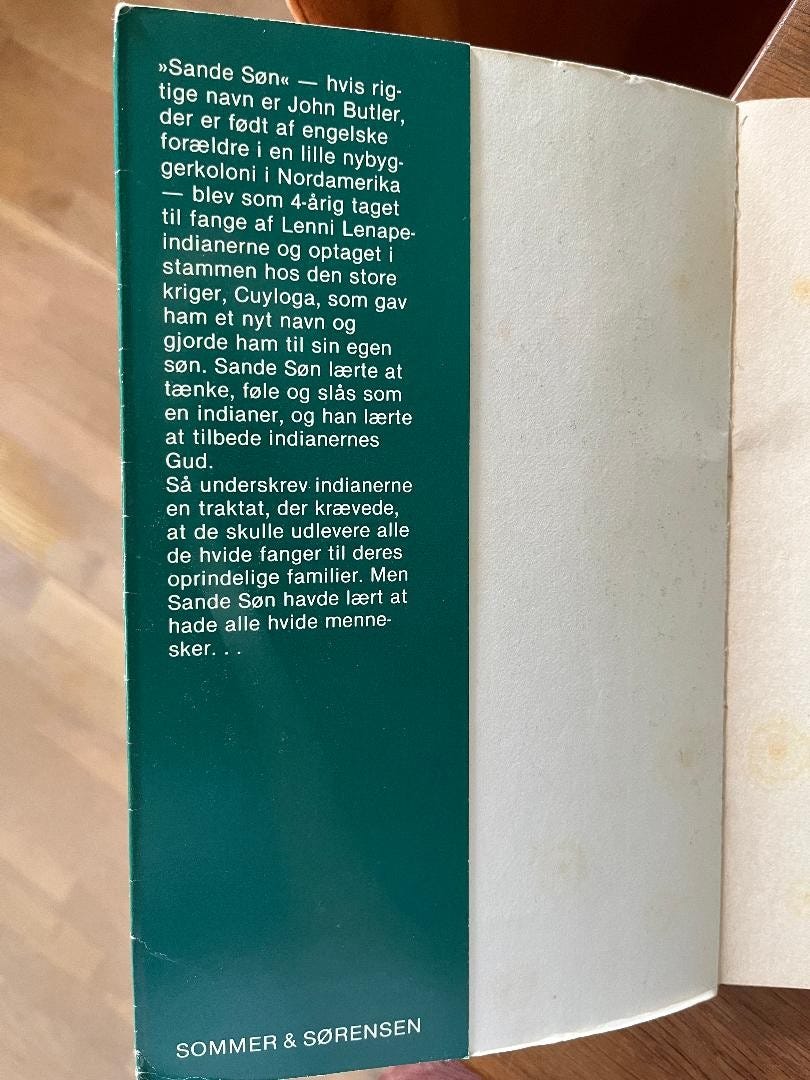 »Sande Søn« — hvis rig-
tige navn er John Butler,
der er født af engelske
forældre i en lille nybyg-
gerkoloni i Nordamerika
— blev som 4-årig taget
til fange af Lenni Lenape-
indianerne og optaget i
stammen hos den store
kriger, Cuyloga, som gav
ham et nyt navn og
gjorde ham til sin egen
søn. Sande Søn lærte at
tænke, føle og slås som
en indianer, og han lærte
at tilbede indianernes
Gud.
Så underskrev indianerne
en traktat, der krævede,
at de skulle udlevere alle
de hvide fanger til deres
oprindelige familier. Men
Sande Søn havde lært at
hade alle hvide menne-
sker. . .
SOMMER & SØRENSEN